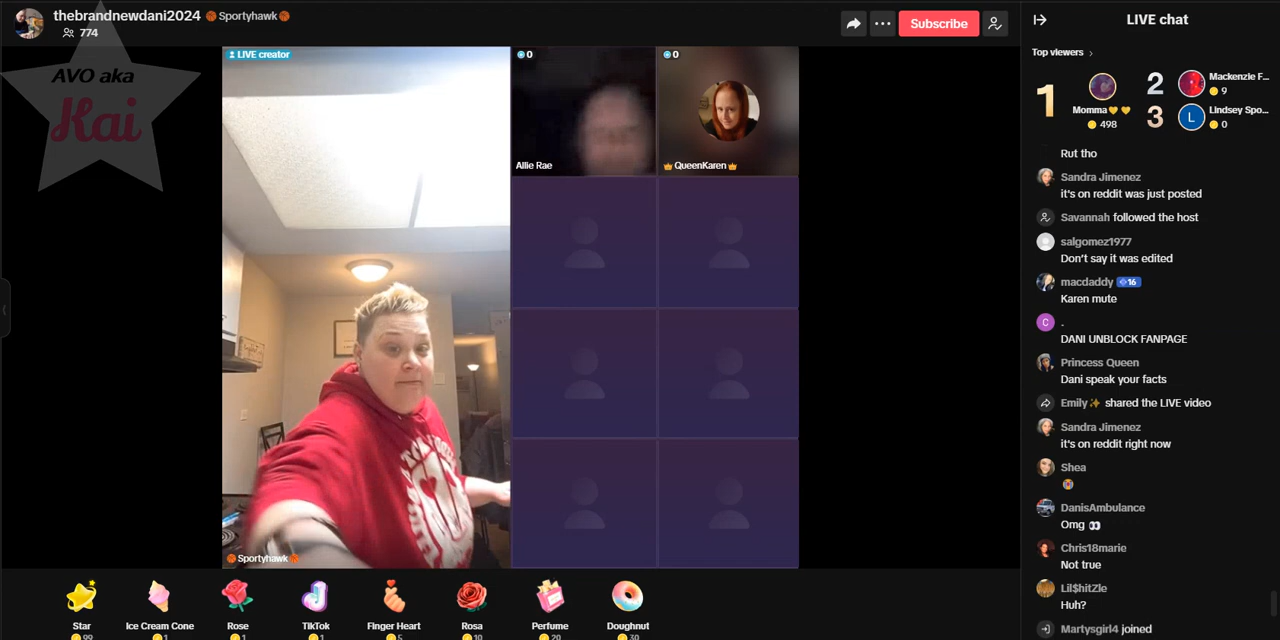 thebrandnewdani2024 🏀 Sportyhawk 🏀
774
Subscribe
LIVE chat
AVO aka
Kai
LIVE creator
0
0
Allie Rae
👑 QueenKaren 👑
🏀 Sportyhawk 🏀
Top viewers
1
Momma💛 💛
498
2
Mackenzie F...
9
3
L
Lindsey Spo...
0
Rut tho
Sandra Jimenez
it's on reddit was just posted
Savannah followed the host
salgomez1977
Don't say it was edited
macdaddy 16
Karen mute
C
.
DANI UNBLOCK FANPAGE
Princess Queen
Dani speak your facts
Emily✨ shared the LIVE video
Sandra Jimenez
it's on reddit right now
Shea
DanisAmbulance
Omg 👀
Chris18marie
Not true
Lil$hitZle
Huh?
Martysgirl4 joined
Star
99
Ice Cream Cone
1
Rose
1
TikTok
1
Finger Heart
5
Rosa
10
Perfume
20
Doughnut
30